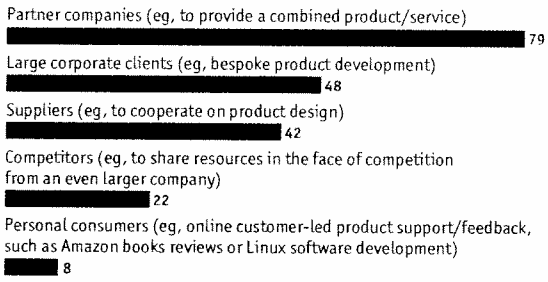 Partner companies (eg, to provide a combined product/service)
79
Large corporate clients (eg, bespoke product development)
48
Suppliers (eg, to cooperate on product design)
42
Competitors (eg, to share resources in the face of competition
from an even larger company)
22
Personal consumers (eg, online customer-led product support/feedback,
such as Amazon books reviews or Linux software development)
8